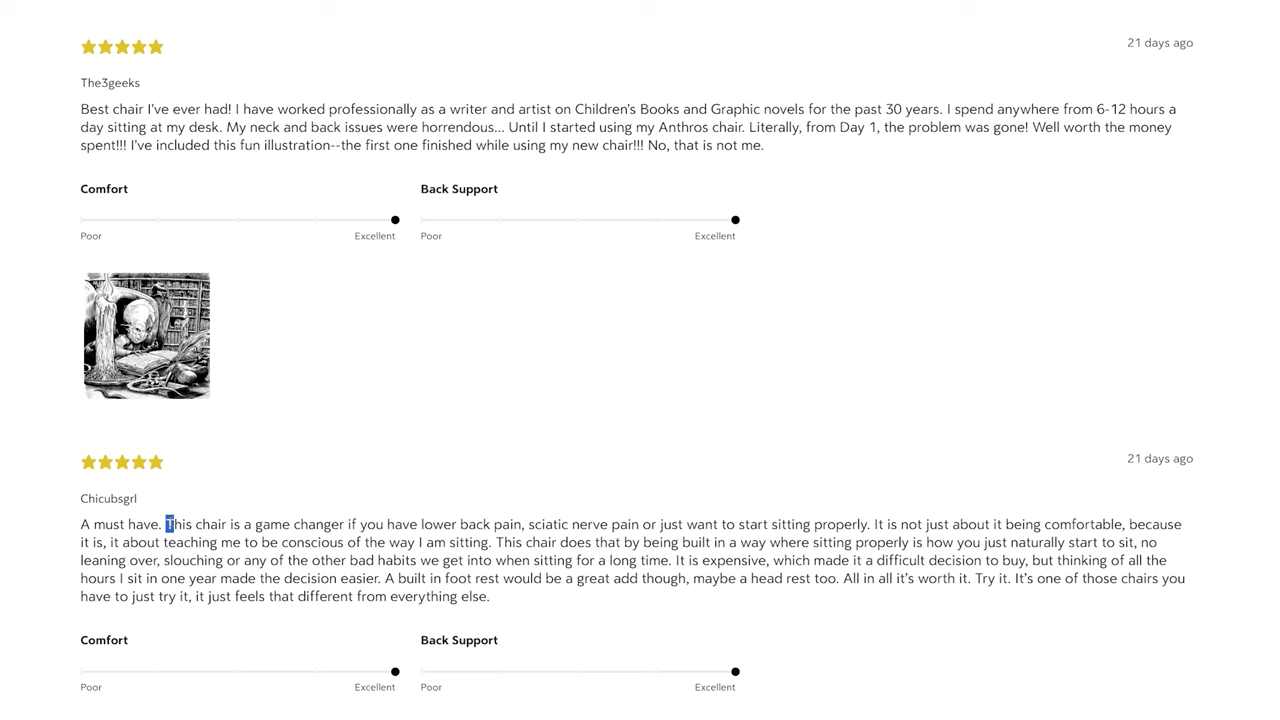 21 days ago
The3geeks
Best chair I've ever had! I have worked professionally as a writer and artist on Children's Books and Graphic novels for the past 30 years. I spend anywhere from 6-12 hours a
day sitting at my desk. My neck and back issues were horrendous... Until I started using my Anthros chair. Literally, from Day 1, the problem was gone! Well worth the money
spent!!! I've included this fun illustration--the first one finished while using my new chair!!! No, that is not me.
Comfort Back Support
Poor Excellent Poor Excellent
21 days ago
Chicubsgrl
A must have. This chair is a game changer if you have lower back pain, sciatic nerve pain or just want to start sitting properly. It is not just about it being comfortable, because
it is, it about teaching me to be conscious of the way I am sitting. This chair does that by being built in a way where sitting properly is how you just naturally start to sit, no
leaning over, slouching or any of the other bad habits we get into when sitting for a long time. It is expensive, which made it a difficult decision to buy, but thinking of all the
hours I sit in one year made the decision easier. A built in foot rest would be a great add though, maybe a head rest too. All in all it’s worth it. Try it. It’s one of those chairs you
have to just try it, it just feels that different from everything else.
Comfort Back Support
Poor Excellent Poor Excellent